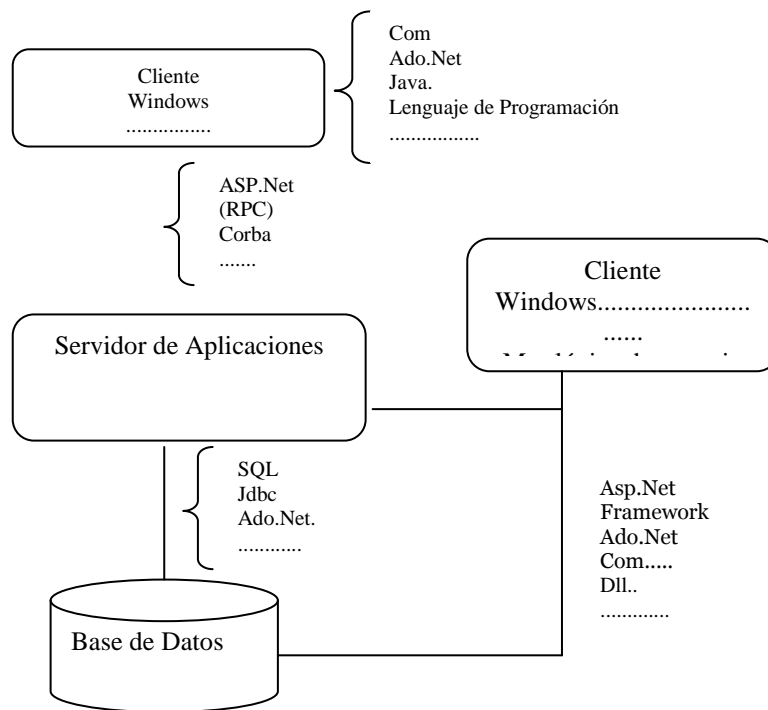 Cliente
Windows
................
Com
Ado.Net
Java.
Lenguaje de Programación
.................
ASP.Net
(RPC)
Corba
.......
Cliente
Windows.......................
......
Servidor de Aplicaciones
SQL
Jdbc
Ado.Net.
............
Asp.Net
Framework
Ado.Net
Com.....
Dll..
.............
Base de Datos